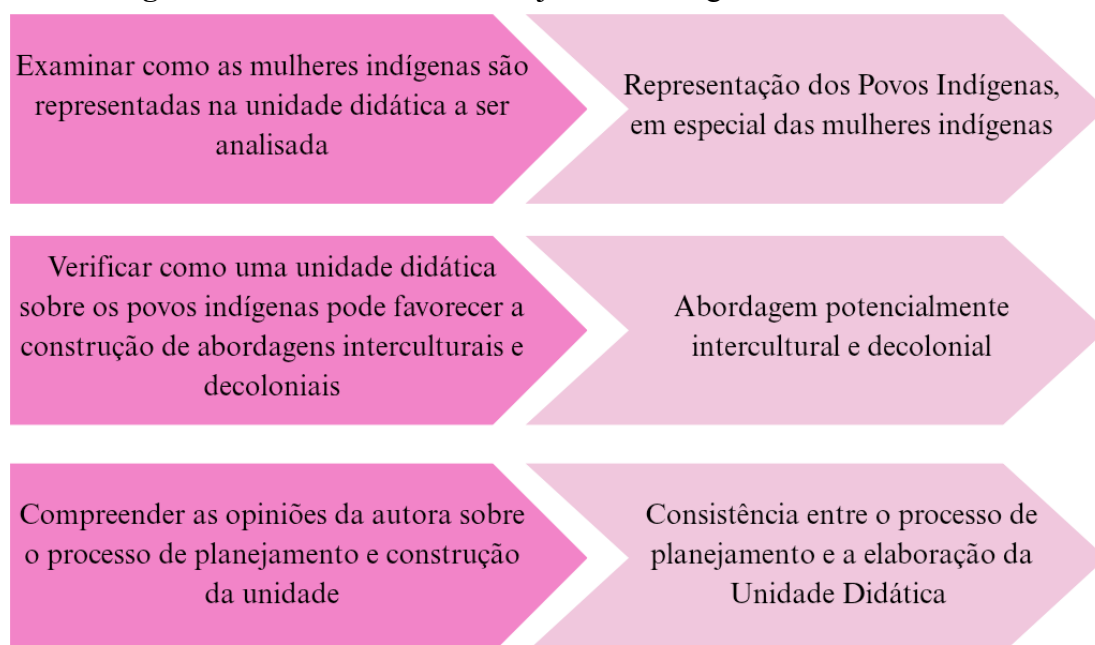 Examinar como as mulheres indígenas são
representadas na unidade didática a ser
analisada
Representação dos Povos Indígenas,
em especial das mulheres indígenas
Verificar como uma unidade didática
sobre os povos indígenas pode favorecer a
construção de abordagens interculturais e
decoloniais
Abordagem potencialmente
intercultural e decolonial
Compreender as opiniões da autora sobre
o processo de planejamento e construção
da unidade
Consistência entre o processo de
planejamento e a elaboração da
Unidade Didática